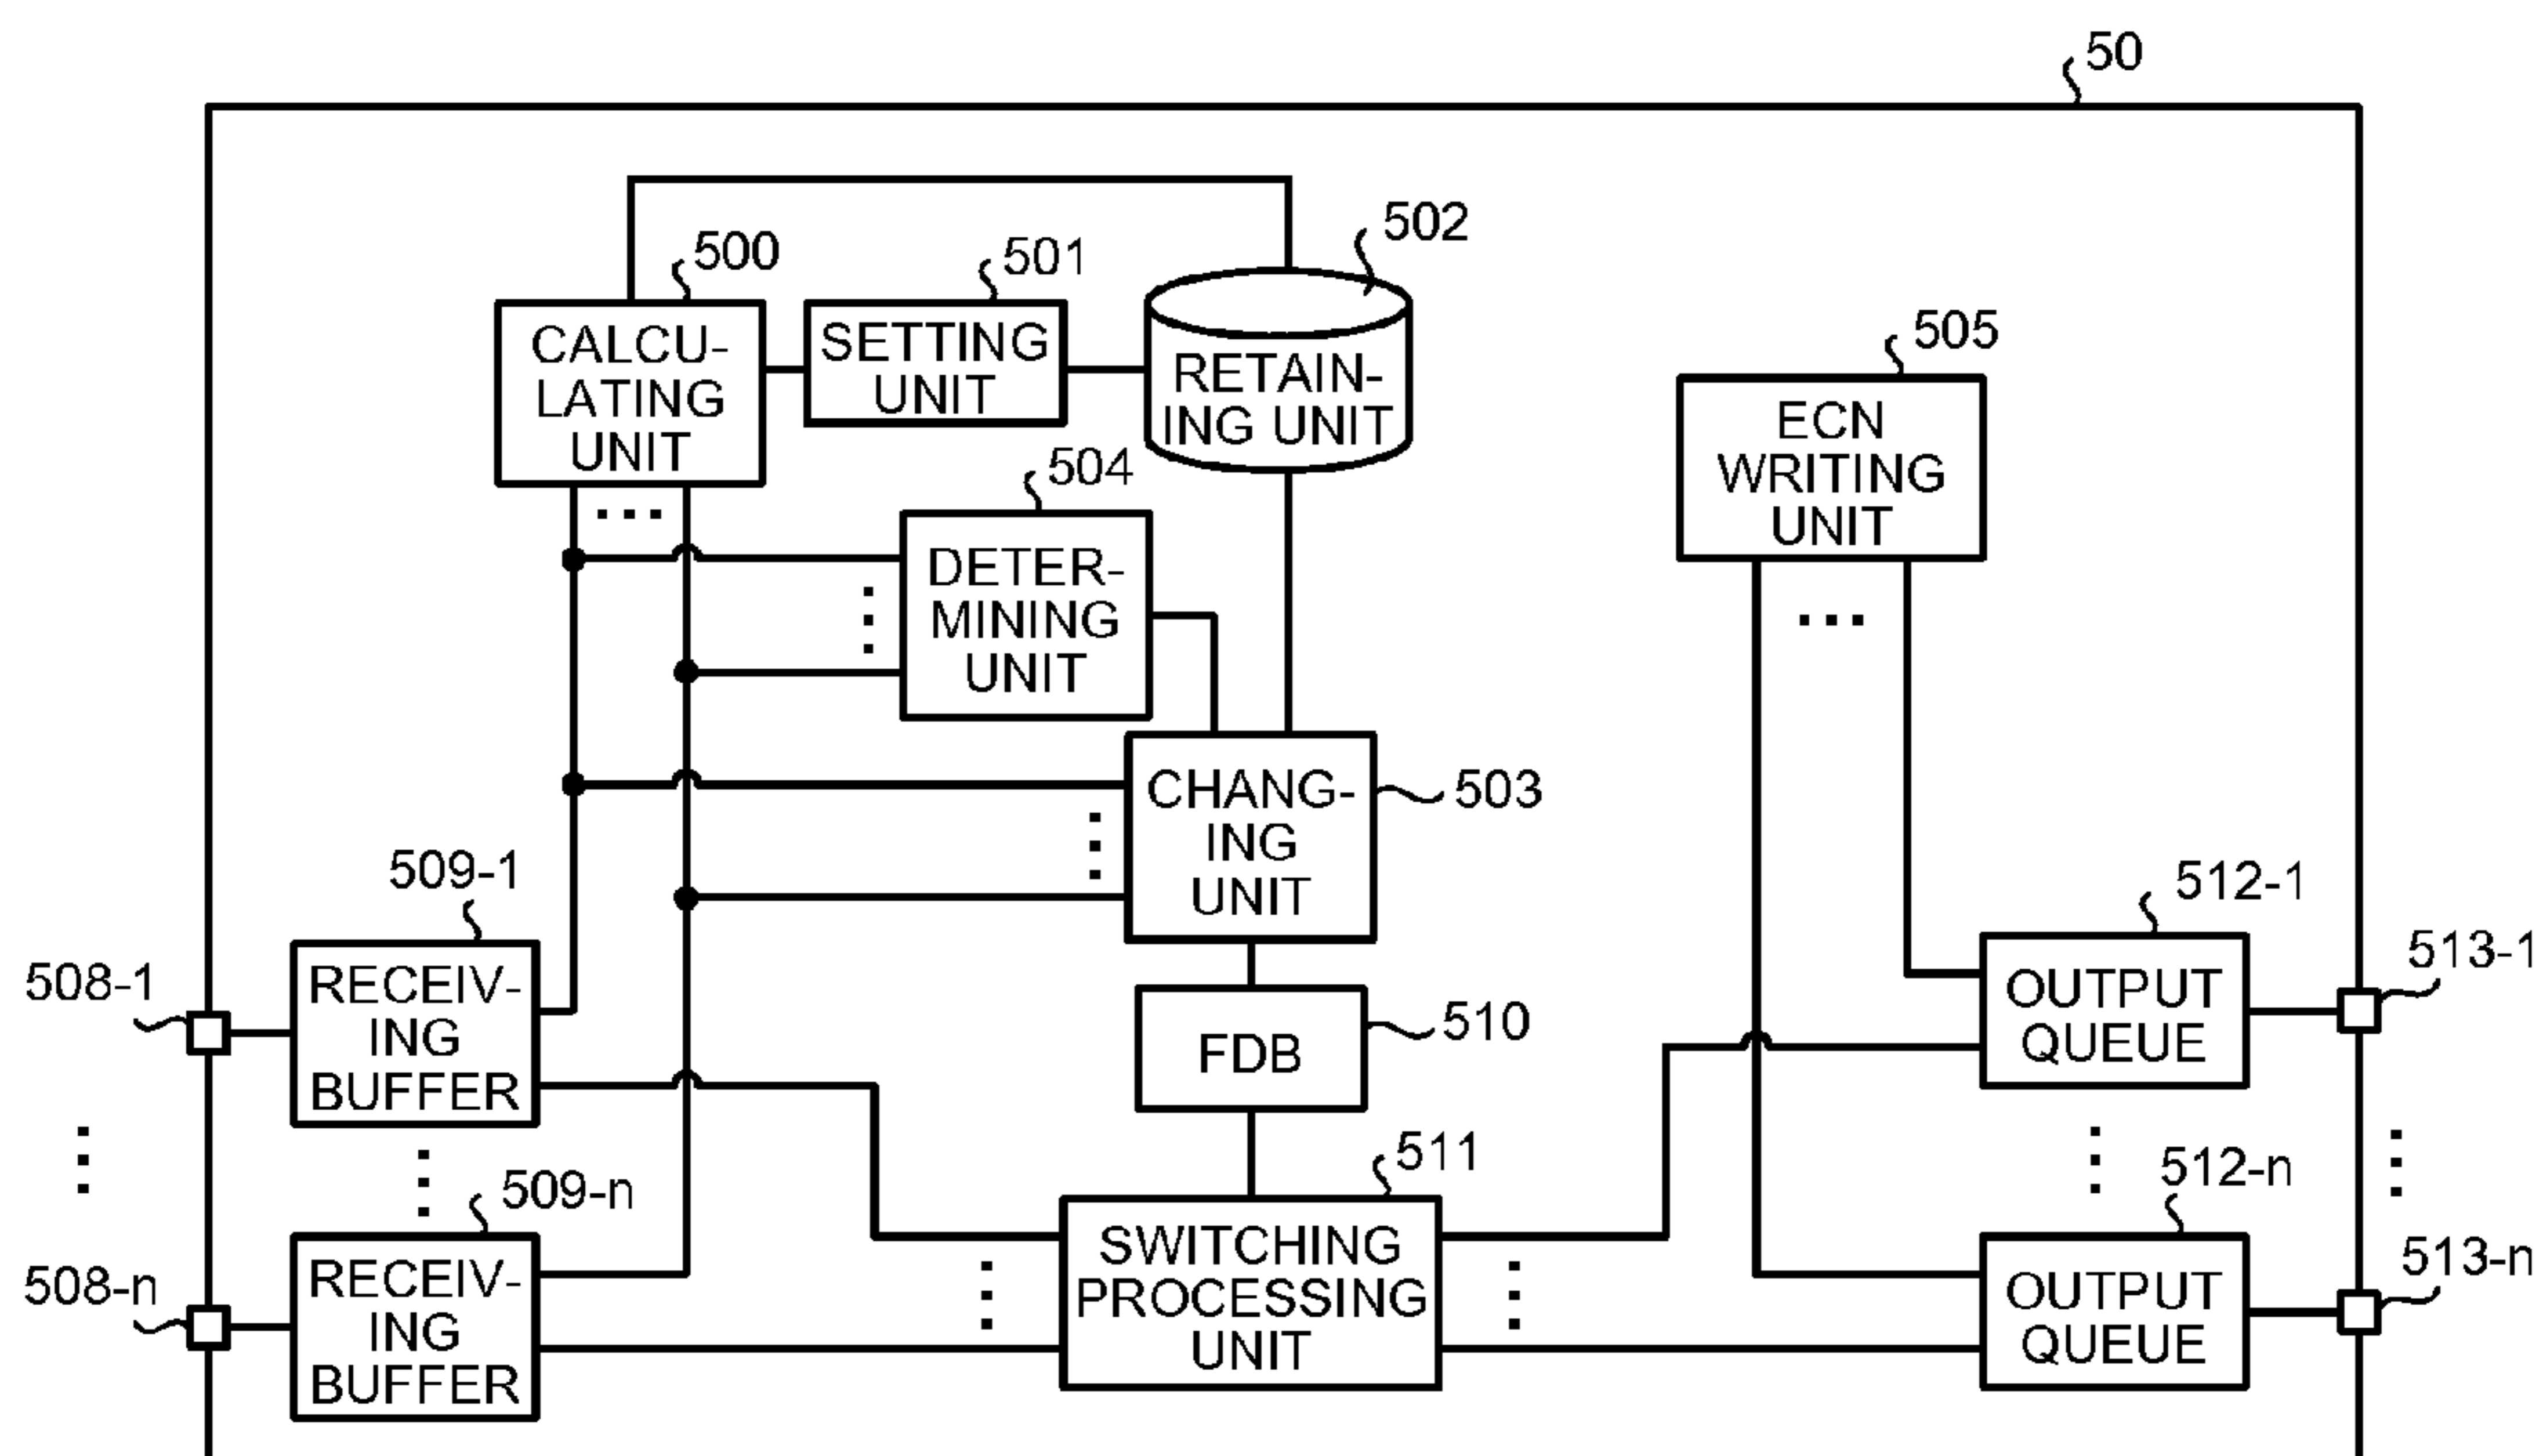 50
502
500
501
CALCU-
LATING
UNIT
SETTING
UNIT
RETAIN-
ING UNIT
505
ECN
WRITING
UNIT
...
504
DETER-
MINING
UNIT
...
CHANG-
ING
UNIT
503
509-1
512-1
508-1
RECEIV-
ING
BUFFER
510
FDB
OUTPUT
QUEUE
513-1
511
509-n
512-n
508-n
RECEIV-
ING
BUFFER
SWITCHING
PROCESSING
UNIT
OUTPUT
QUEUE
513-n